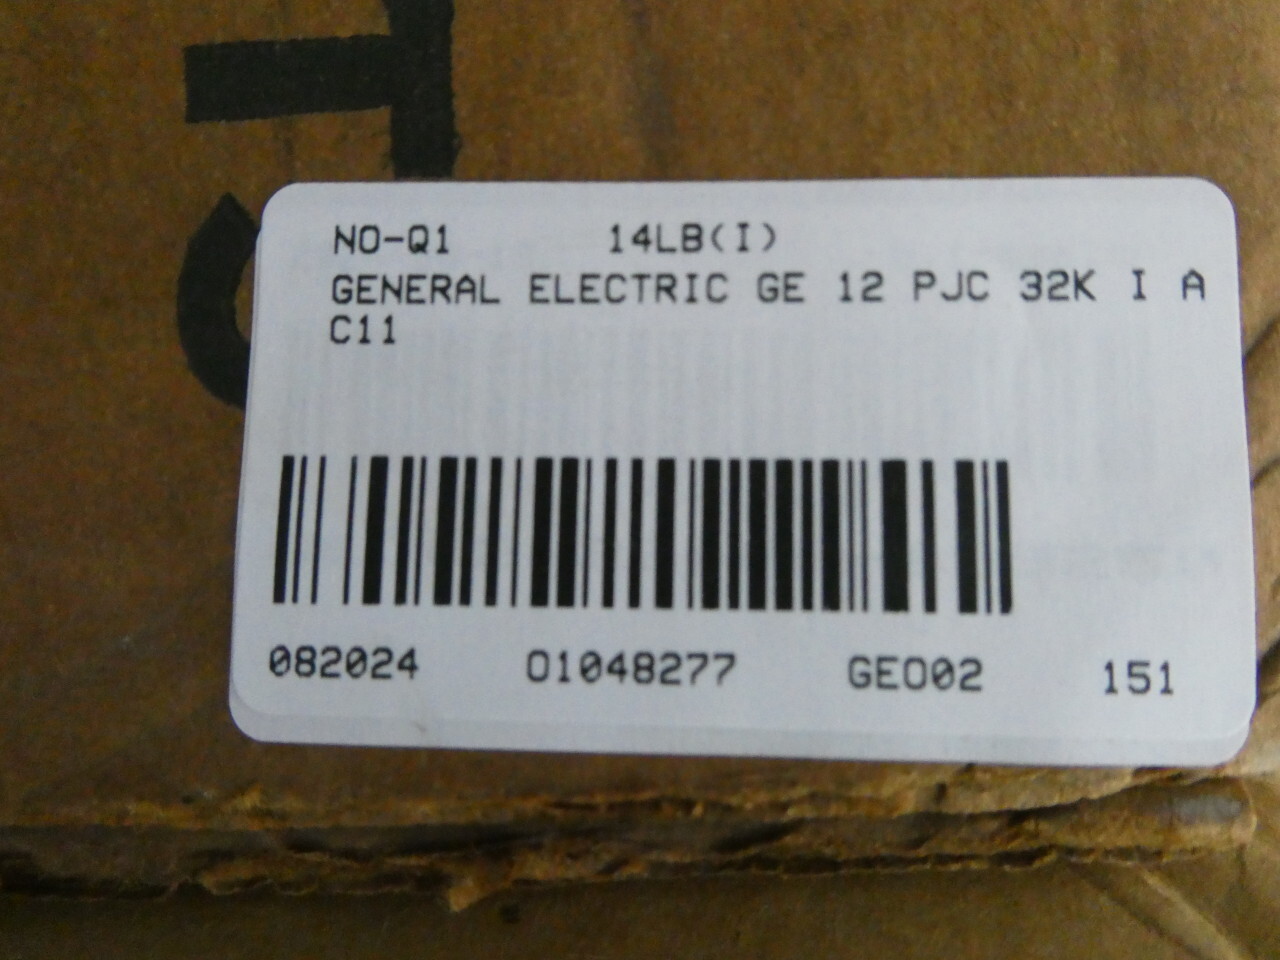 NO-Q1 14LB(I)
GENERAL ELECTRIC GE 12 PJC 32K I A
C11
082024 01048277 GE002 151